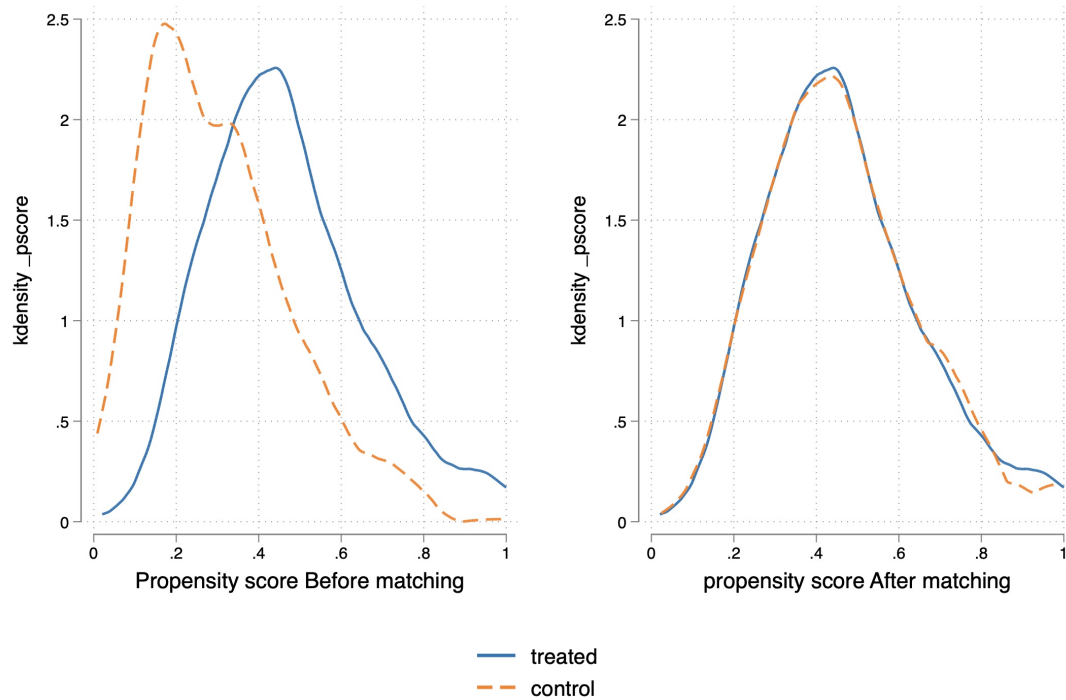 2.5
2
1.5
1
.5
0
kdensity _pscore
0 .2 .4 .6 .8 1
Propensity score Before matching
2.5
2
1.5
1
.5
0
kdensity _pscore
0 .2 .4 .6 .8 1
propensity score After matching
treated
control